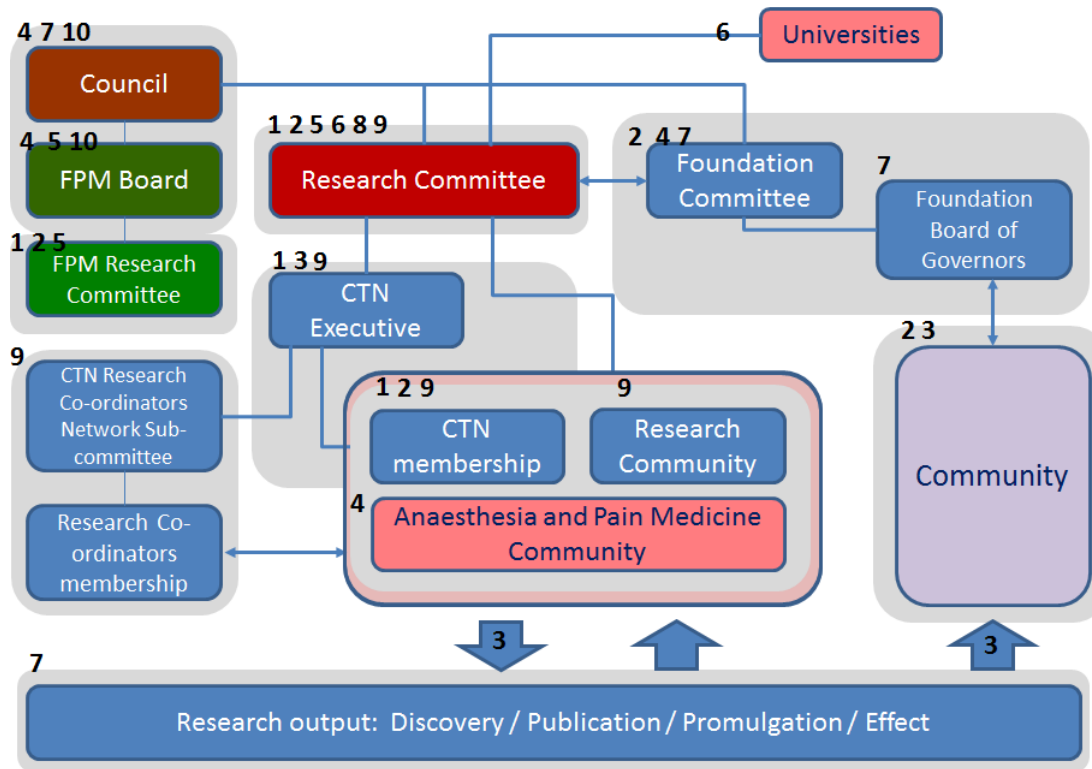 4 7 10
Council
6
Universities
4 5 10
FPM Board
1 2 5 6 8 9
Research Committee
2 4 7
Foundation
Committee
7
Foundation
Board of
Governors
1 2 5
FPM Research
Committee
1 3 9
CTN
Executive
2 3
Community
9
CTN Research
Co-ordinators
Network Sub-
committee
1 2 9
CTN
membership
9
Research
Community
4
Anaesthesia and Pain Medicine
Community
Research Co-
ordinators
membership
3
3
7
Research output: Discovery / Publication / Promulgation / Effect